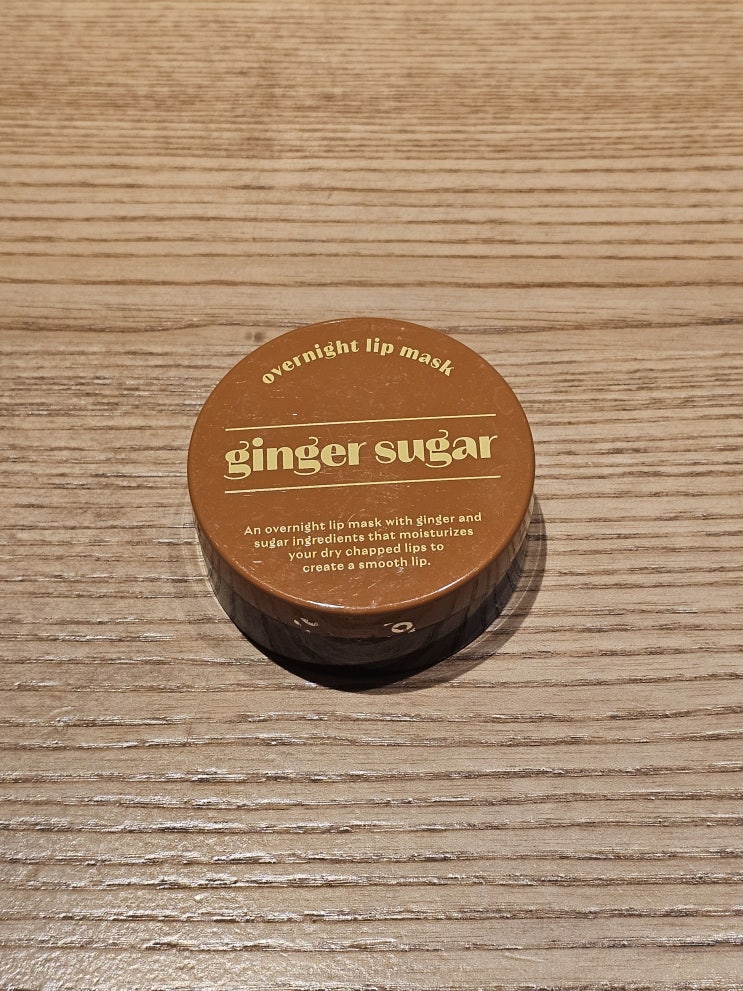 overnight lip mask
ginger sugar
An overnight lip mask with ginger and
sugar ingredients that moisturizes
your dry chapped lips to
create a smooth lip.